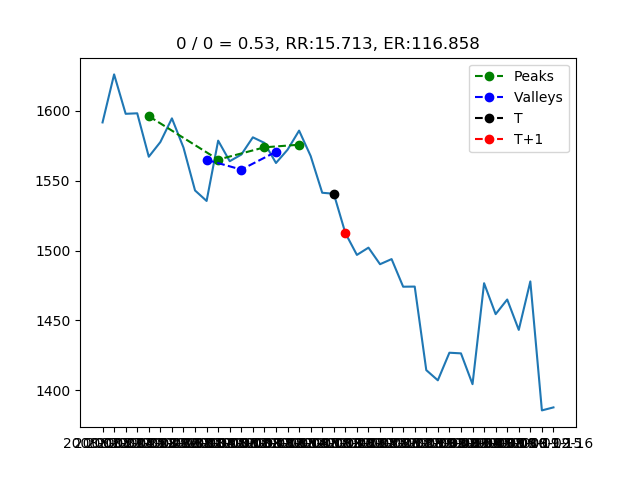 0 / 0 = 0.53, RR:15.713, ER:116.858
Peaks
Valleys
T
T+1
1600
1550
1500
1450
1400